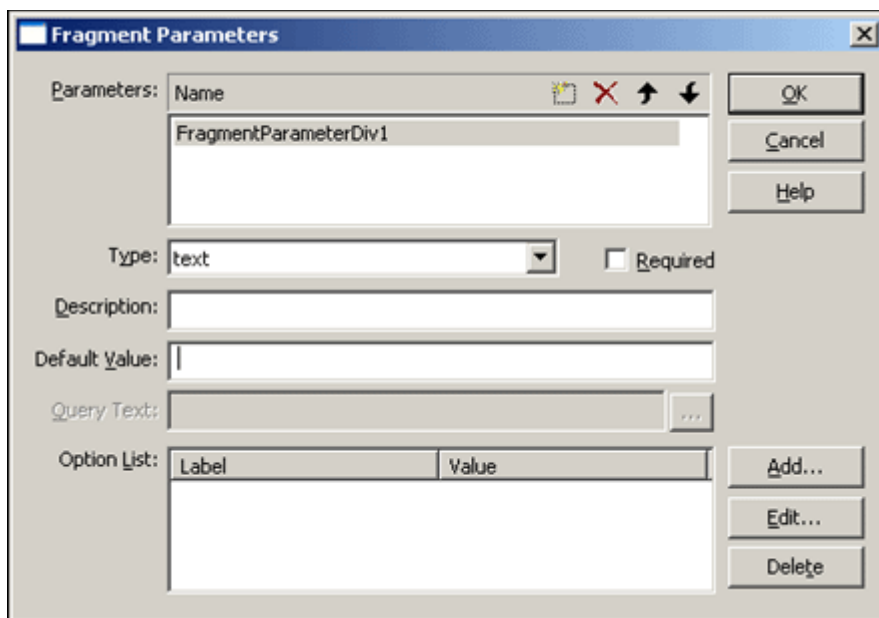 Fragment Parameters
Parameters: Name
OK
FragmentParameterDiv1
Cancel
Help
Type: text
Required
Description:
Default Value:
Query Text: ...
Option List: Label Value
Add...
Edit...
Delete